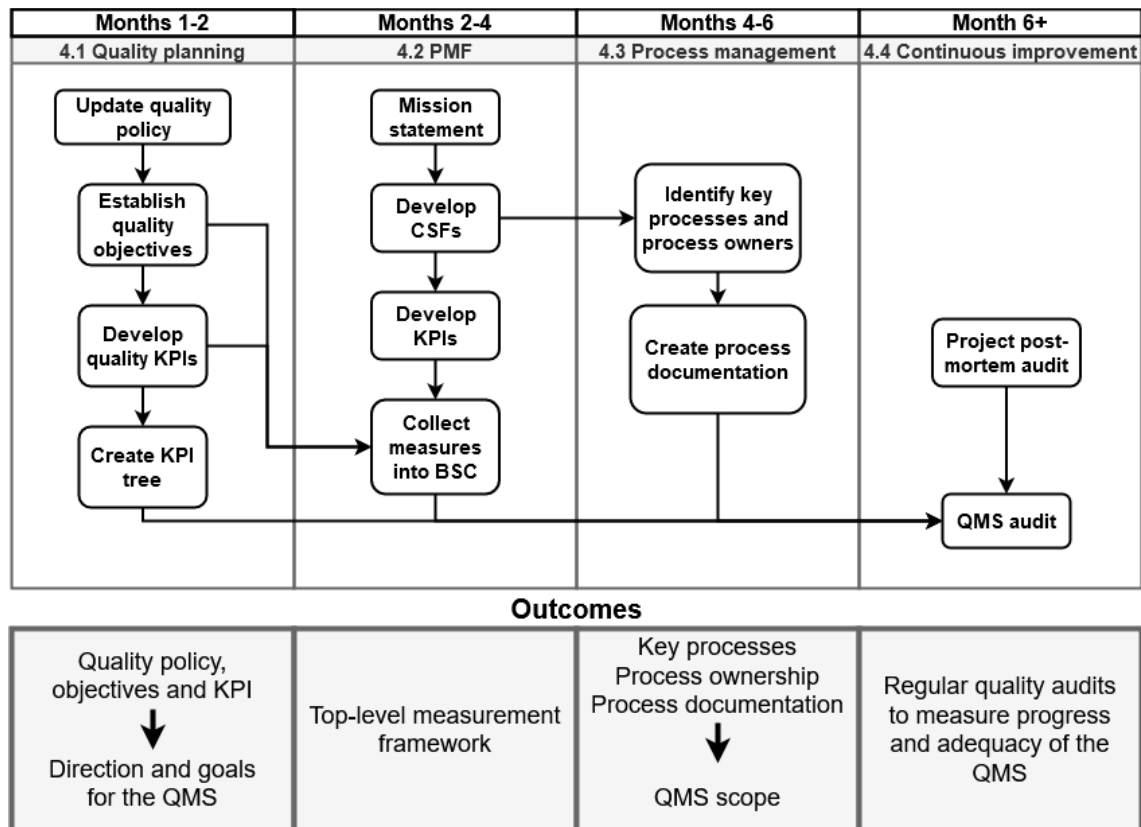 Months 1-2
Months 2-4
Months 4-6
Month 6+
4.1 Quality planning
4.2 PMF
4.3 Process management
4.4 Continuous improvement
Update quality
policy
Establish
quality
objectives
Develop
quality KPIs
Create KPI
tree
Mission
statement
Develop
CSFs
Develop
KPIs
Collect
measures
into BSC
Identify key
processes and
process owners
Create process
documentation
Project post-
mortem audit
QMS audit
Outcomes
Quality policy,
objectives and KPI
Direction and goals
for the QMS
Top-level measurement
framework
Key processes
Process ownership
Process documentation
QMS scope
Regular quality audits
to measure progress
and adequacy of the
QMS